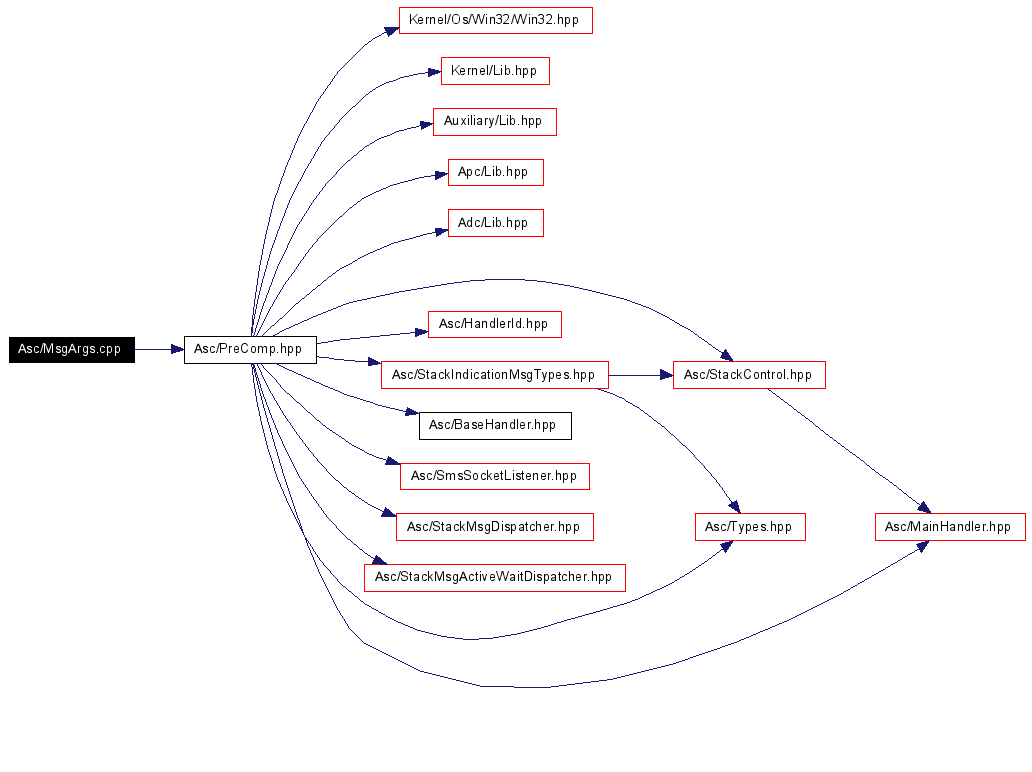 Kernel/Os/Win32/Win32.hpp
Kernel/Lib.hpp
Auxiliary/Lib.hpp
Apc/Lib.hpp
Adc/Lib.hpp
Asc/HandlerId.hpp
Asc/MsgArgs.cpp
Asc/PreComp.hpp
Asc/StackIndicationMsgTypes.hpp
Asc/StackControl.hpp
Asc/BaseHandler.hpp
Asc/SmsSocketListener.hpp
Asc/StackMsgDispatcher.hpp
Asc/Types.hpp
Asc/MainHandler.hpp
Asc/StackMsgActiveWaitDispatcher.hpp